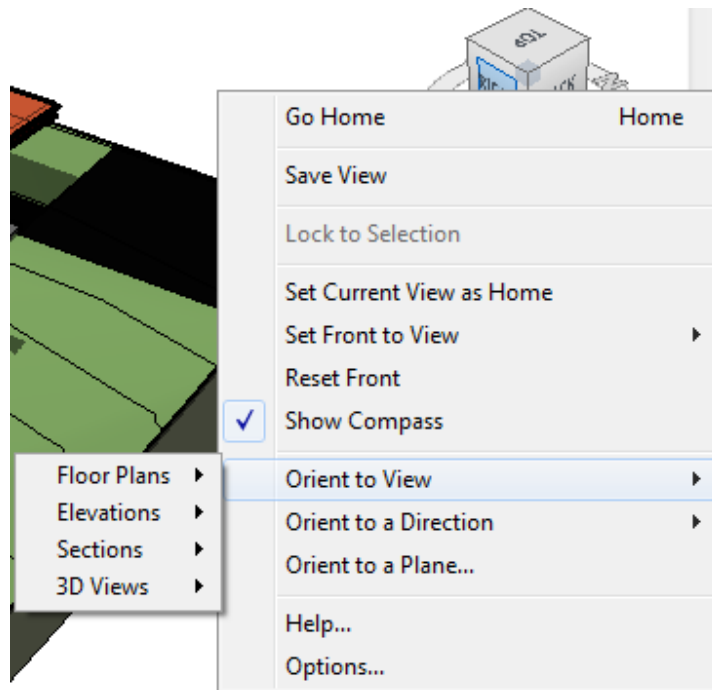 TOP
Go Home Home
Save View
Lock to Selection
Set Current View as Home
Set Front to View
Reset Front
Show Compass
Orient to View
Orient to a Direction
Orient to a Plane...
Help...
Options...
Floor Plans
Elevations
Sections
3D Views